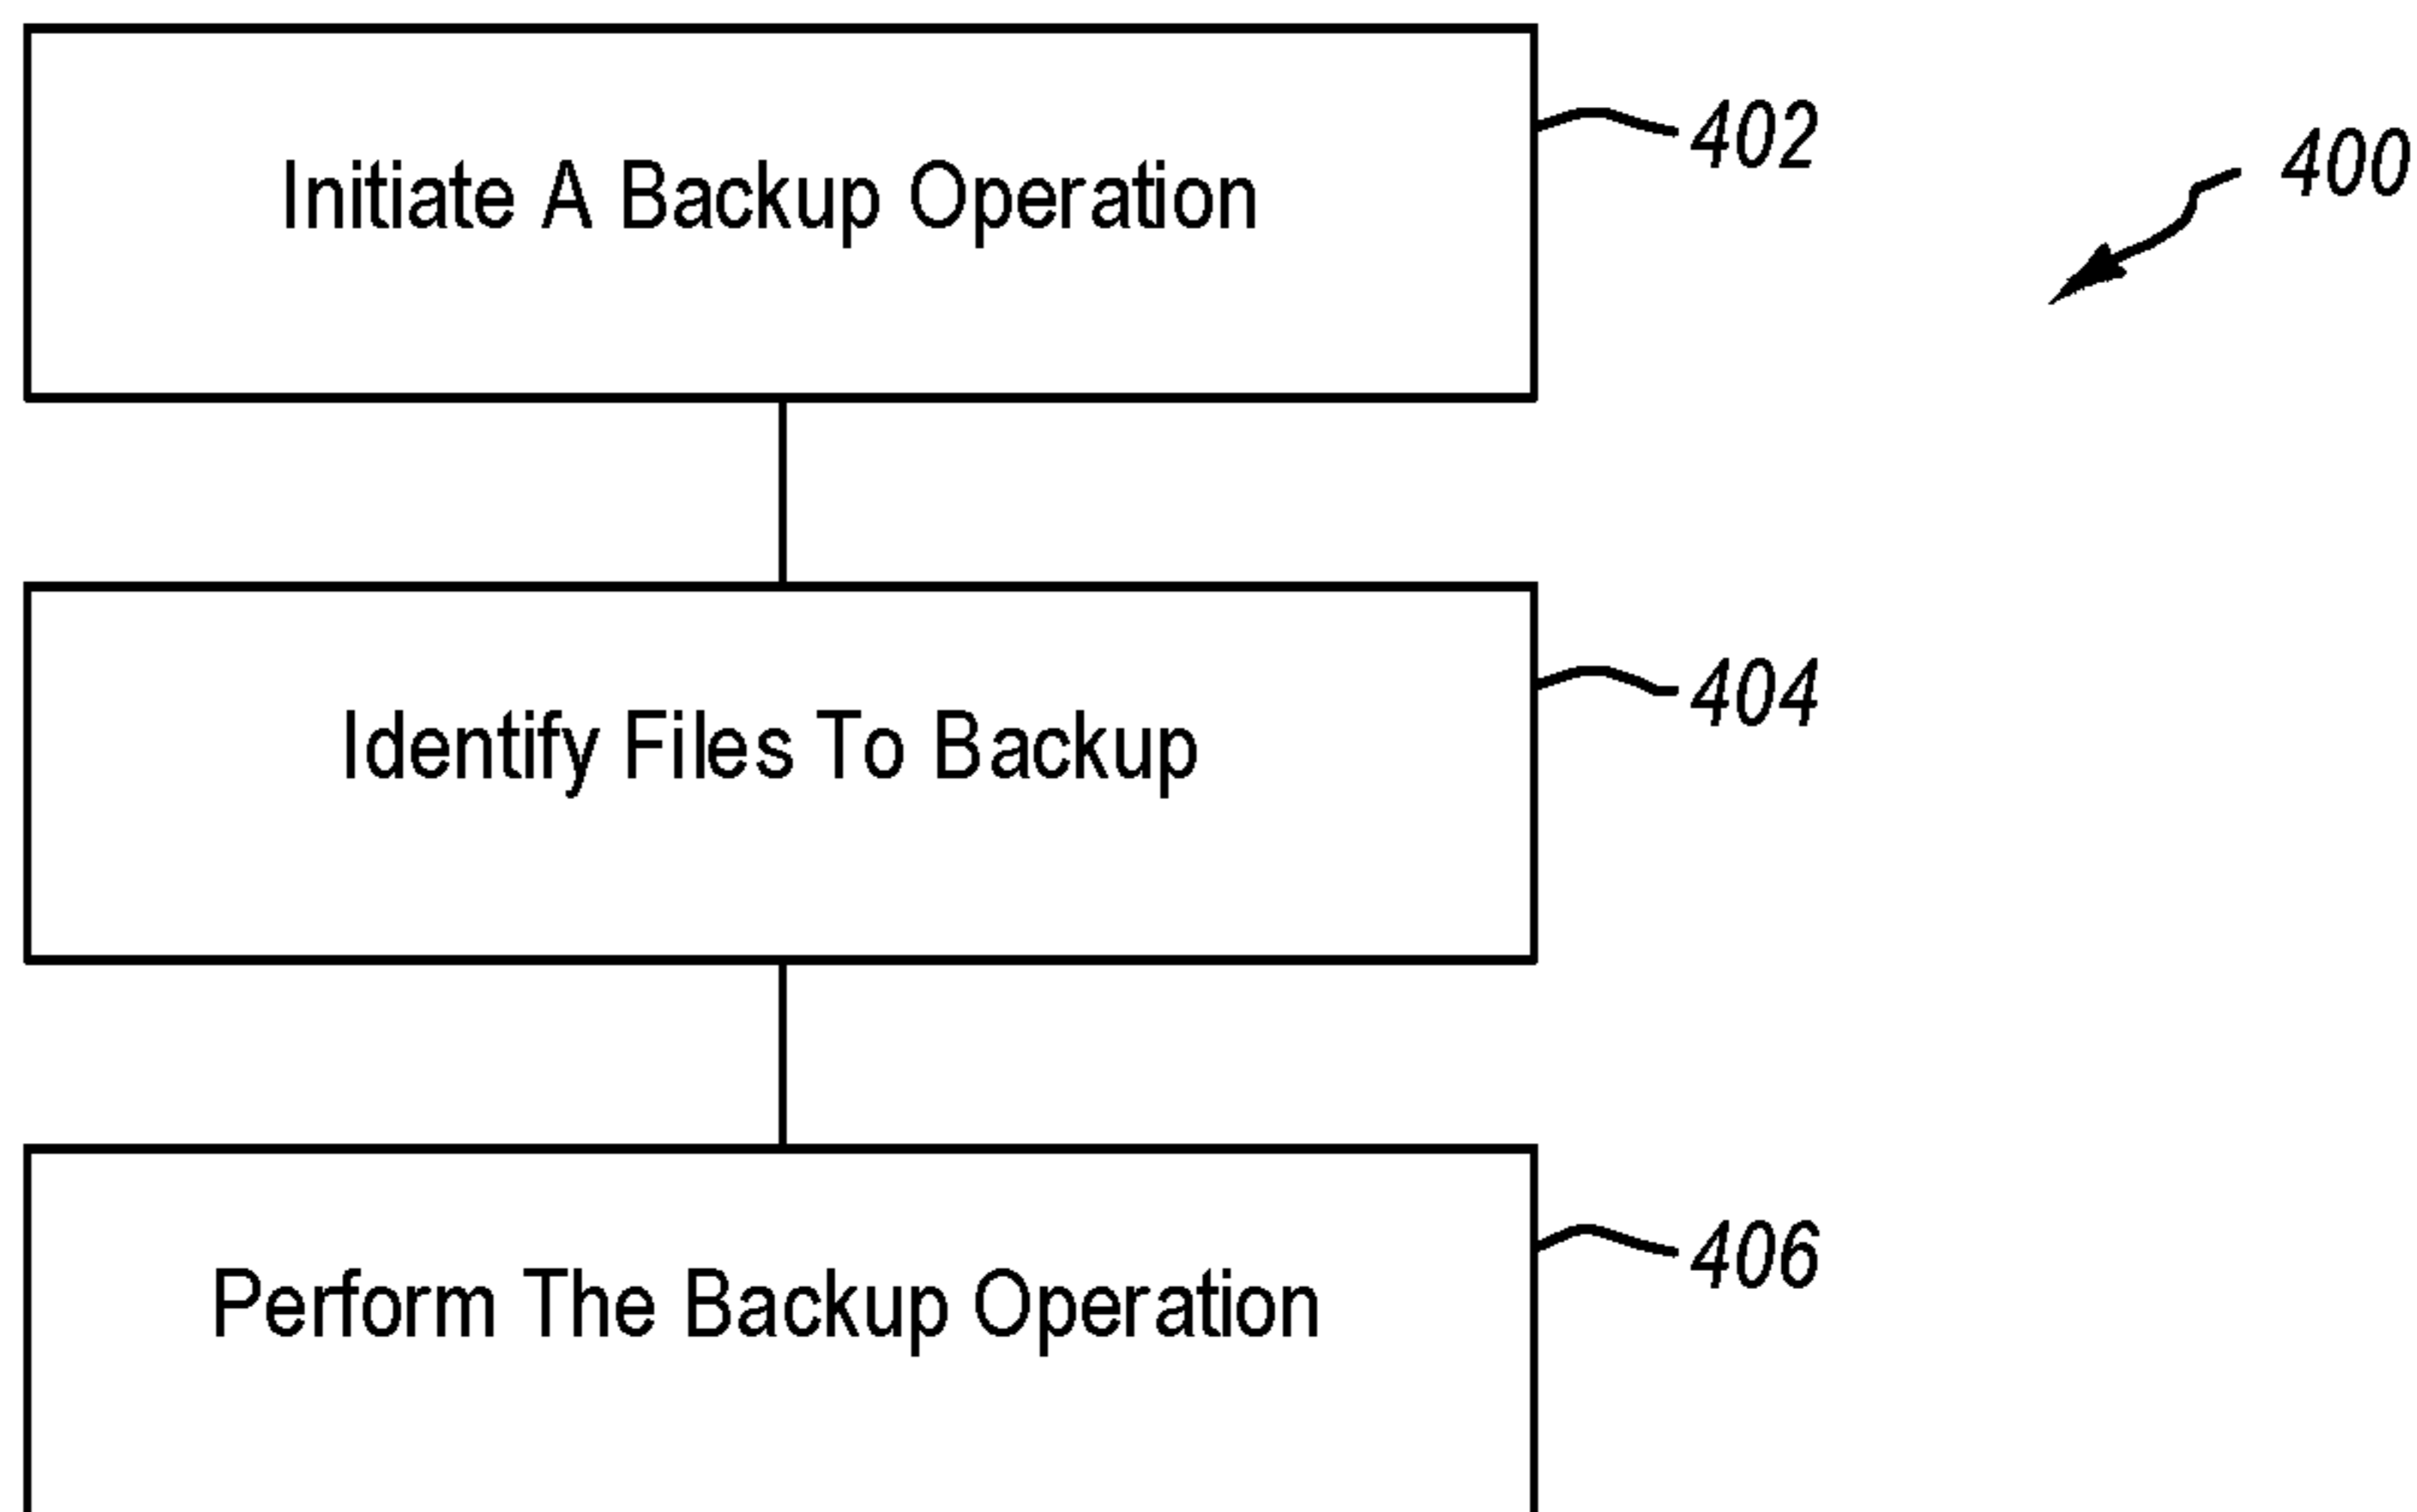 Initiate A Backup Operation
402
400
Identify Files To Backup
404
Perform The Backup Operation
406